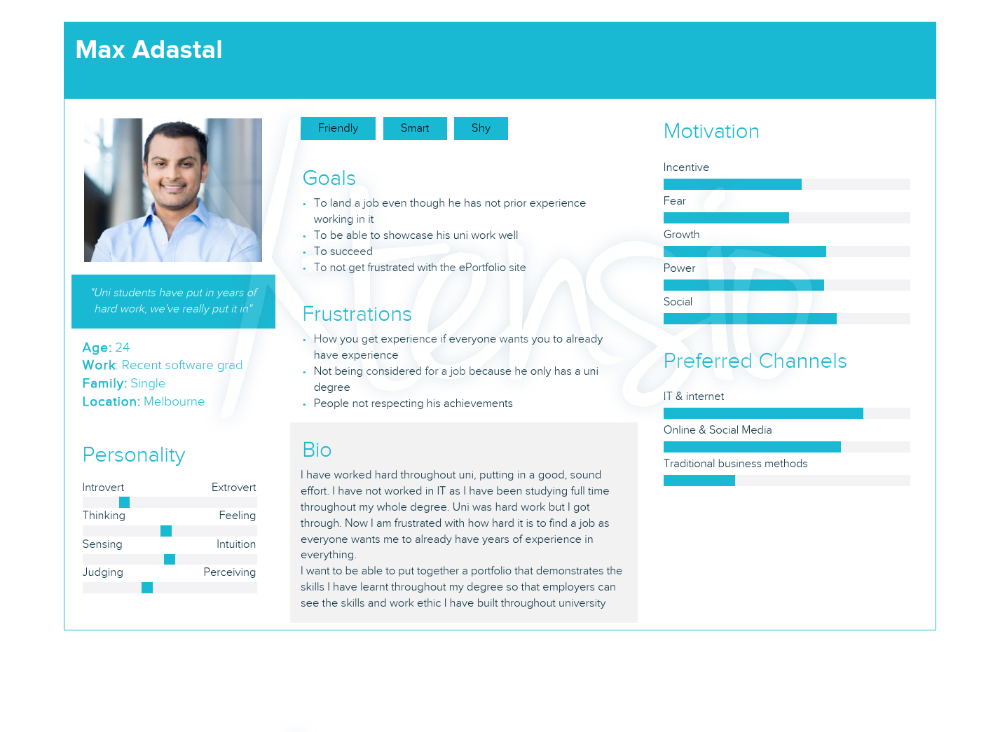 Max Adastal
Friendly
Smart
Shy
Goals
• To land a job even though he has not prior experience
working in it
• To be able to showcase his uni work well
• To succeed
• To not get frustrated with the ePortfolio site
"Uni students have put in years of
hard work, we've really put it in"
Age: 24
Work: Recent software grad
Family: Single
Location: Melbourne
Personality
Introvert Extrovert
Thinking Feeling
Sensing Intuition
Judging Perceiving
Frustrations
• How you get experience if everyone wants you to already
have experience
• Not being considered for a job because he only has a uni
degree
• People not respecting his achievements
Bio
I have worked hard throughout uni, putting in a good, sound
effort. I have not worked in IT as I have been studying full time
throughout my whole degree. Uni was hard work but I got
through. Now I am frustrated with how hard it is to find a job as
everyone wants me to already have years of experience in
everything.
I want to be able to put together a portfolio that demonstrates the
skills I have learnt throughout my degree so that employers can
see the skills and work ethic I have built throughout university
Motivation
Incentive
Fear
Growth
Power
Social
Preferred Channels
IT & internet
Online & Social Media
Traditional business methods
Xtensio